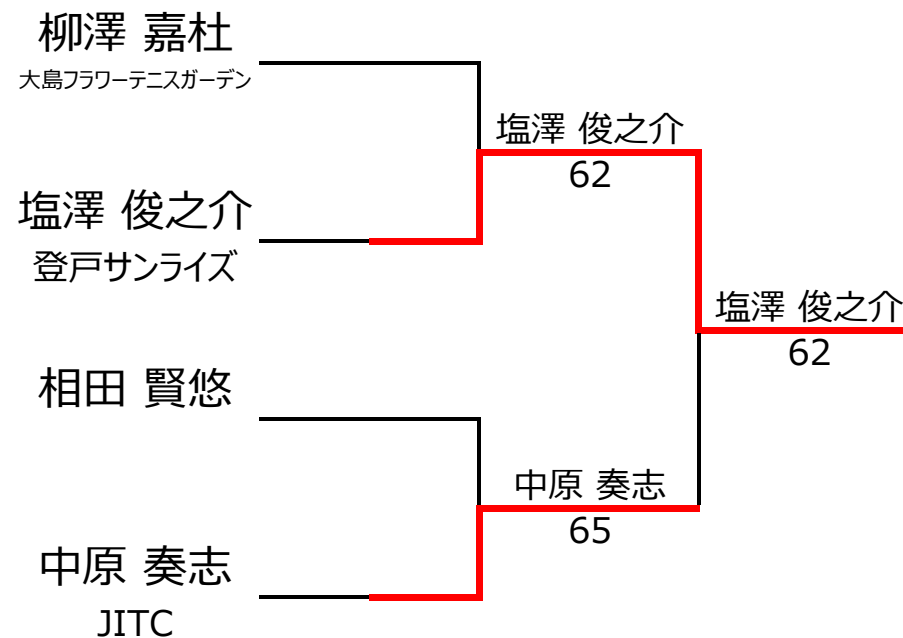 柳澤 嘉杜
大島フラワーテニスガーデン
塩澤 俊之介
62
塩澤 俊之介
登戸サンライズ
塩澤 俊之介
62
相田 賢悠
中原 奏志
65
中原 奏志
JITC